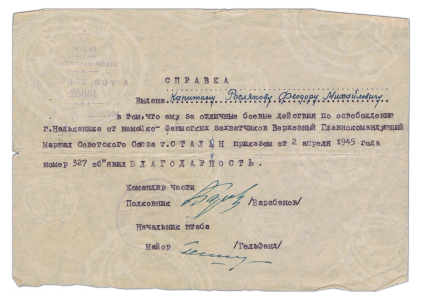 СПРАВКА
Выдана Капитану Рослякову Феодору Михайловичу
в том,что ему за отличные боевые действия по освобождению
г.Надьканижа от немецко-фашистких захватчиков Верховный Главнокомандующий
Маршал Советского Союза т.СТАЛИН приказом от 2 апреля 1945 года
номер 327 об"явил БЛАГОДАРНОСТЬ.
Командир части
Полковник /Барабанов/
Начальник штаба
Майор /Гельфанд/